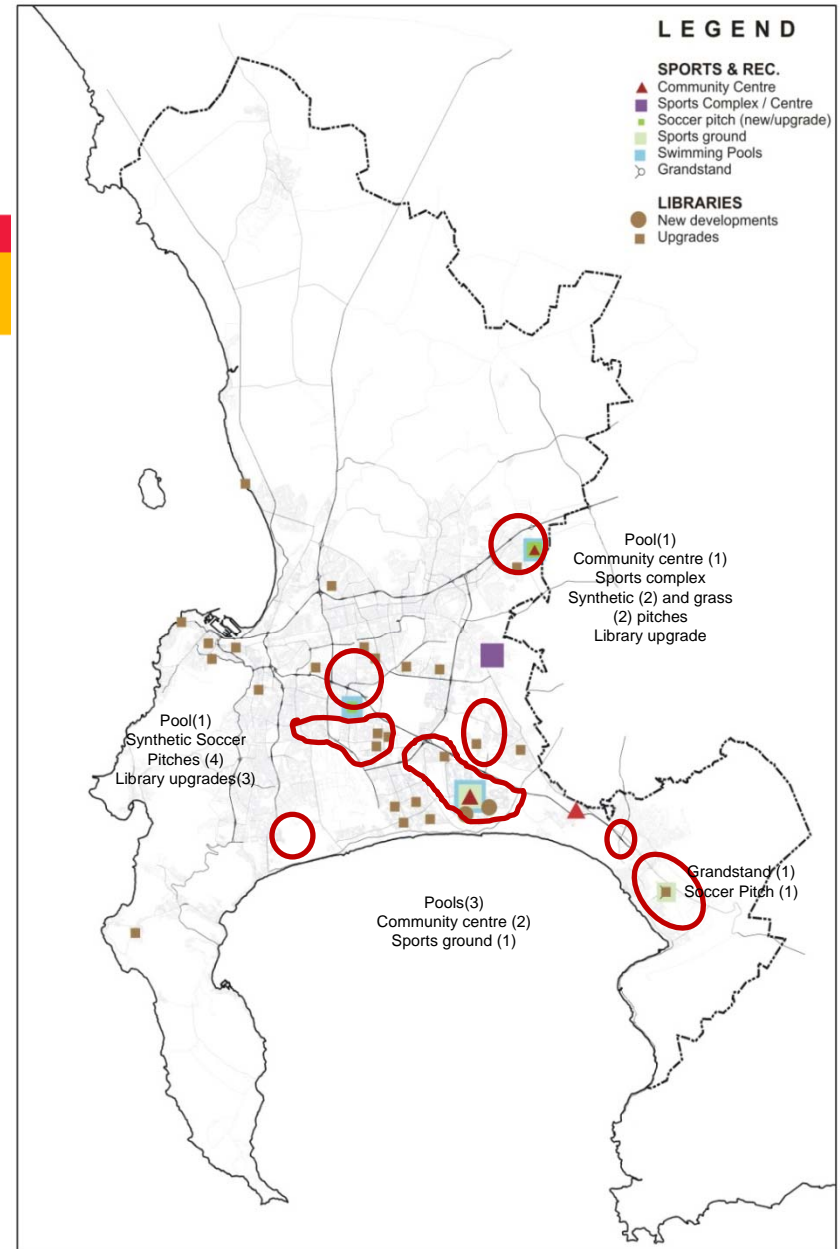 LEGEND
SPORTS & REC.
Community Centre
Sports Complex / Centre
Soccer pitch (new/upgrade)
Sports ground
Swimming Pools
Grandstand
LIBRARIES
New developments
Upgrades
Pool(1)
Community centre (1)
Sports complex
Synthetic (2) and grass
(2) pitches
Library upgrade
Pool(1)
Synthetic Soccer
Pitches (4)
Library upgrades(3)
Grandstand (1)
Soccer Pitch (1)
Pools(3)
Community centre (2)
Sports ground (1)